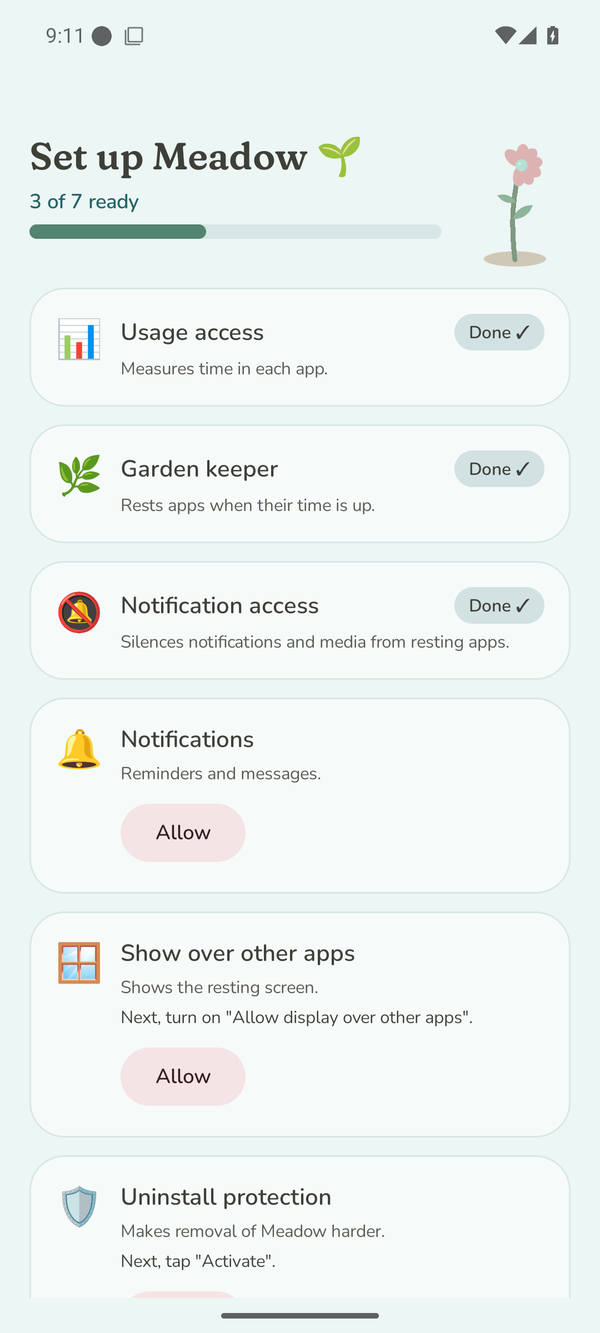 9:11
Set up Meadow
3 of 7 ready
Usage access
Done ✓
Measures time in each app.
Garden keeper
Done ✓
Rests apps when their time is up.
Notification access
Done ✓
Silences notifications and media from resting apps.
Notifications
Reminders and messages.
Allow
Show over other apps
Shows the resting screen.
Next, turn on "Allow display over other apps".
Allow
Uninstall protection
Makes removal of Meadow harder.
Next, tap "Activate".